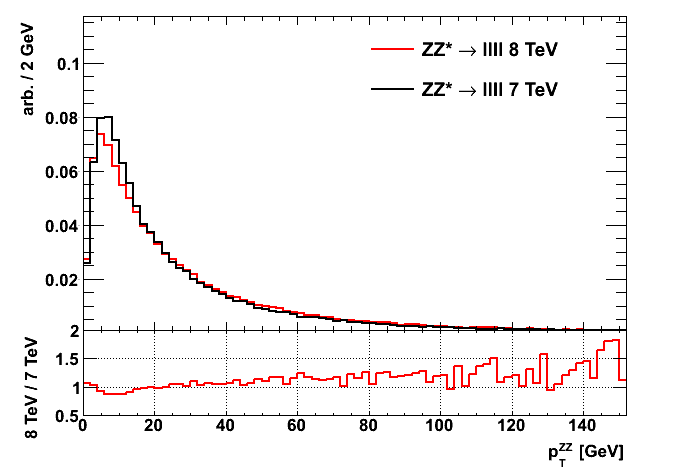 arb. / 2 GeV
ZZ* → llll 8 TeV
ZZ* → llll 7 TeV
0.1
0.08
0.06
0.04
0.02
8 TeV / 7 TeV
2
1.5
1
0.5
0 20 40 60 80 100 120 140
p_T^ZZ [GeV]